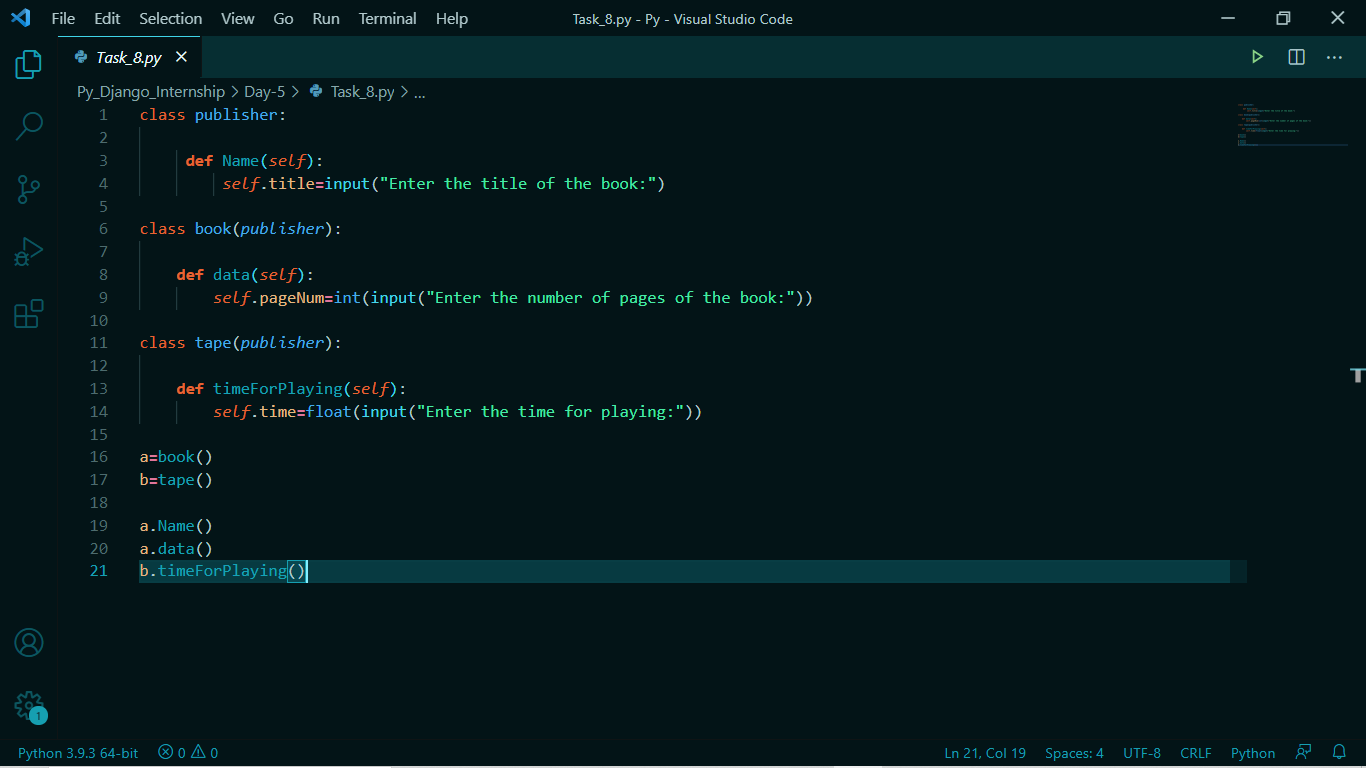 File Edit Selection View Go Run Terminal Help Task_8.py - Py - Visual Studio Code
Task_8.py
Py_Django_Internship > Day-5 > Task_8.py > ...
1 class publisher:
2
3 def Name(self):
4 self.title=input("Enter the title of the book:")
5
6 class book(publisher):
7
8 def data(self):
9 self.pageNum=int(input("Enter the number of pages of the book:"))
10
11 class tape(publisher):
12
13 def timeForPlaying(self):
14 self.time=float(input("Enter the time for playing:"))
15
16 a=book()
17 b=tape()
18
19 a.Name()
20 a.data()
21 b.timeForPlaying()
1
Python 3.9.3 64-bit 0 0 Ln 21, Col 19 Spaces: 4 UTF-8 CRLF Python